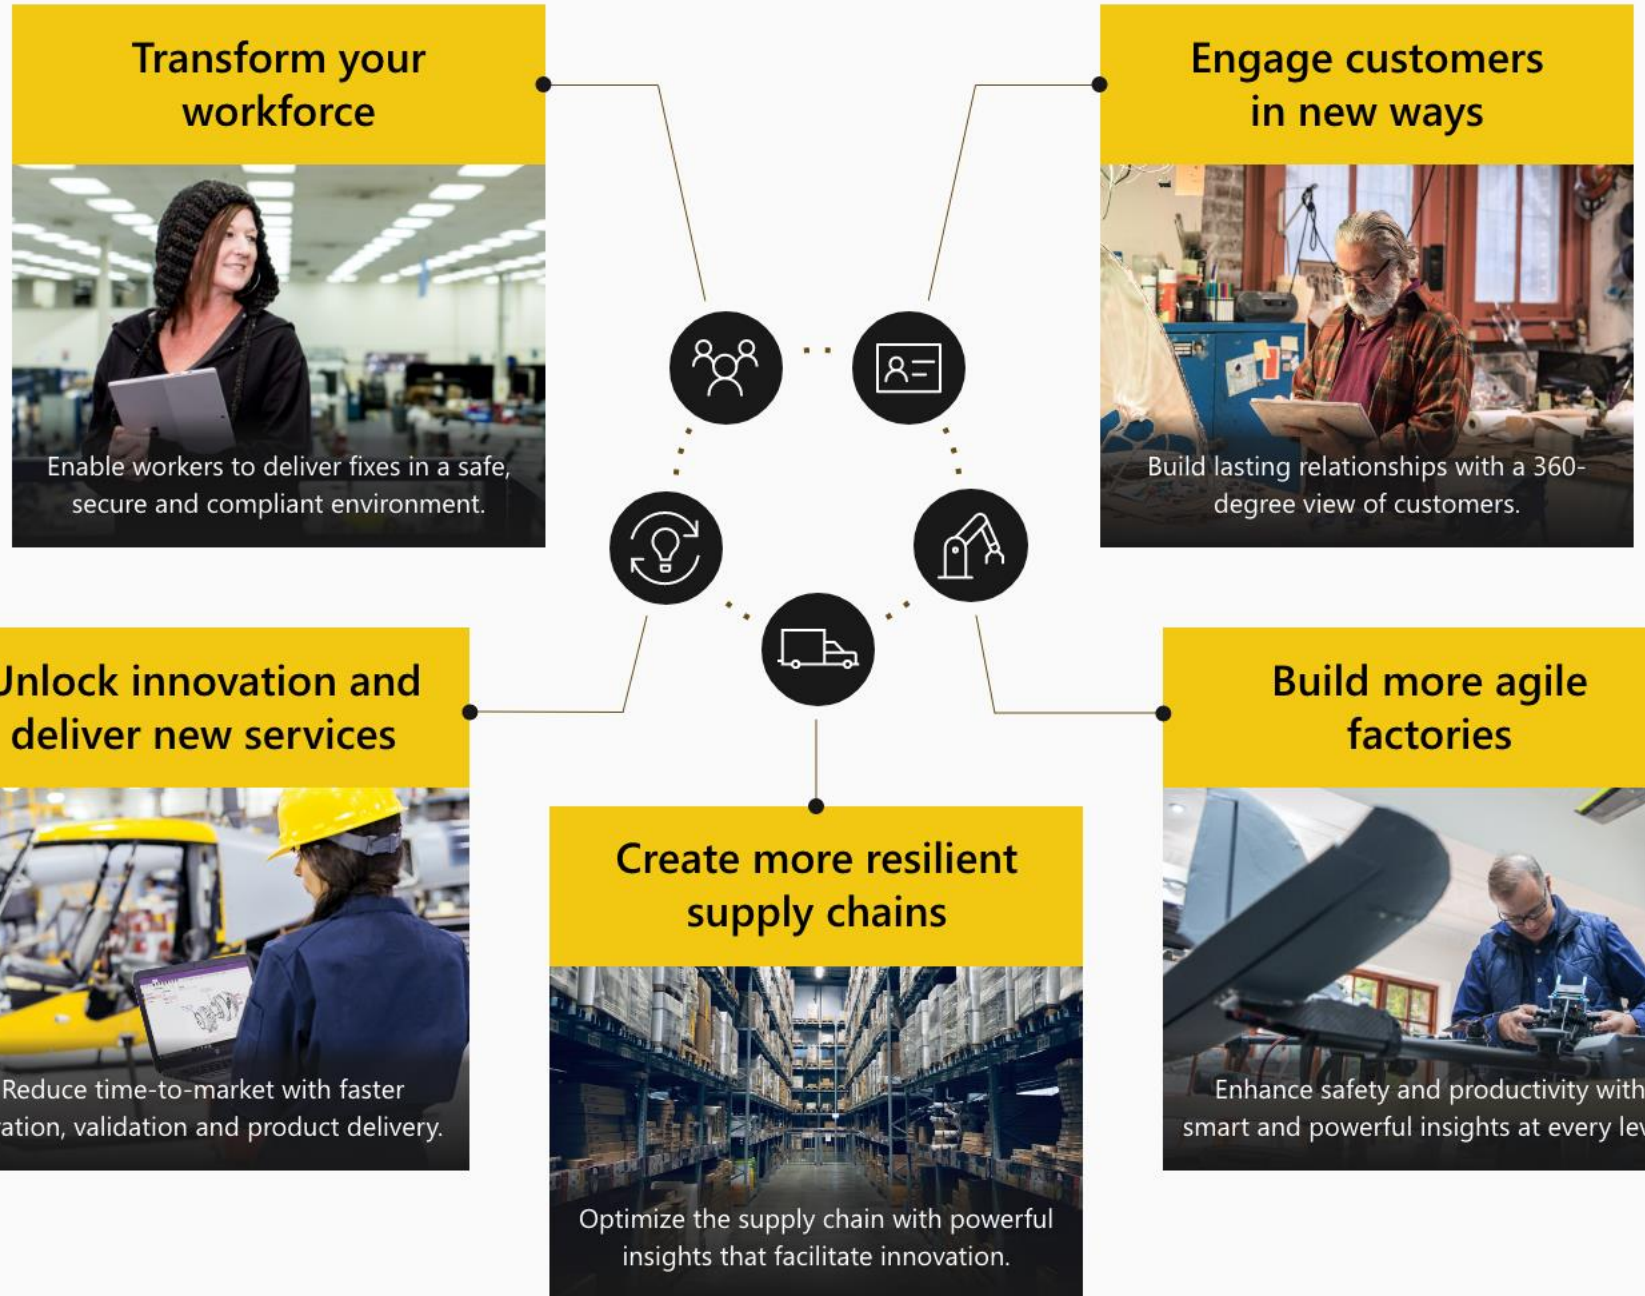 Transform your
workforce
Enable workers to deliver fixes in a safe,
secure and compliant environment.
Engage customers
in new ways
Build lasting relationships with a 360-
degree view of customers.
Unlock innovation and
deliver new services
Reduce time-to-market with faster
validation and product delivery.
Create more resilient
supply chains
Optimize the supply chain with powerful
insights that facilitate innovation.
Build more agile
factories
Enhance safety and productivity with
smart and powerful insights at every